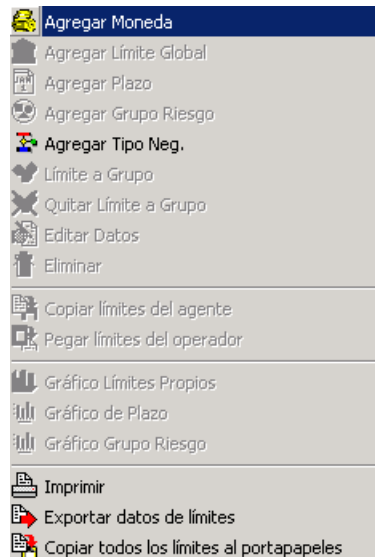 Agregar Moneda
Agregar Límite Global
Agregar Plazo
Agregar Grupo Riesgo
Agregar Tipo Neg.
Límite a Grupo
Quitar Límite a Grupo
Editar Datos
Eliminar
Copiar límites del agente
Pegar límites del operador
Gráfico Límites Propios
Gráfico de Plazo
Gráfico Grupo Riesgo
Imprimir
Exportar datos de límites
Copiar todos los límites al portapapeles